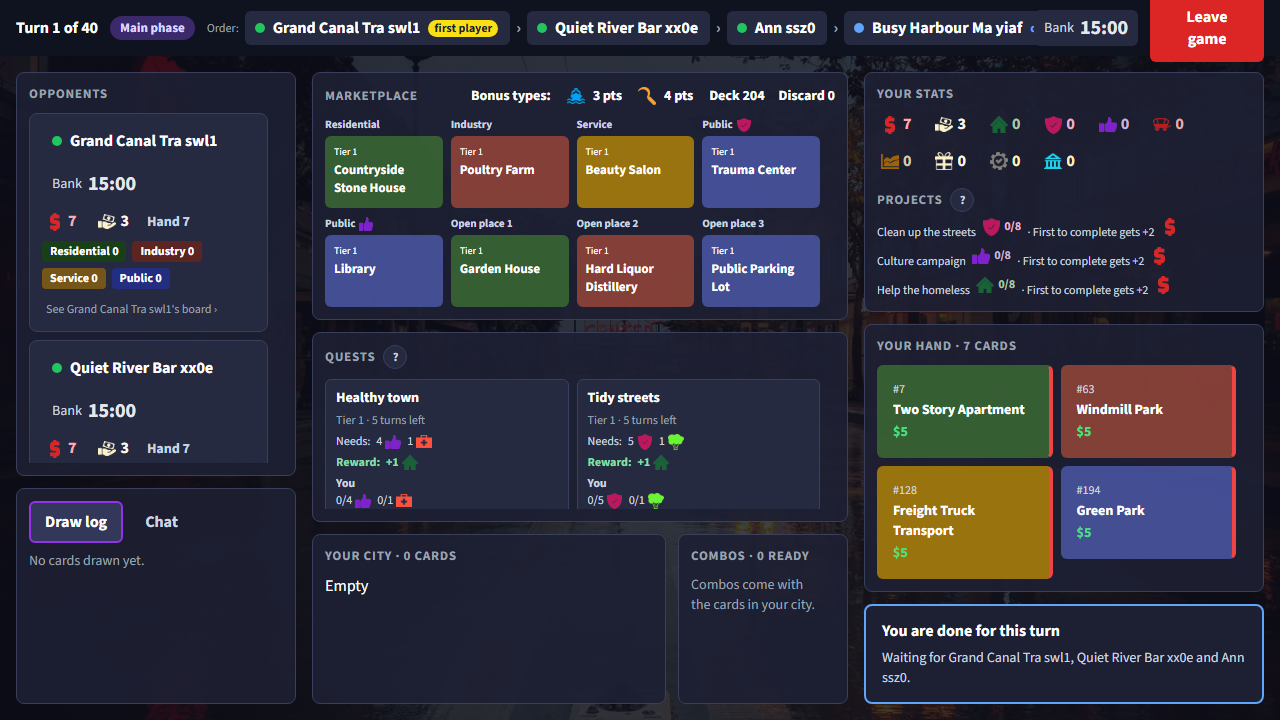 Turn 1 of 40 Main phase Order: Grand Canal Tra swl1 first player › Quiet River Bar xx0e › Ann ssz0 › Busy Harbour Ma yiaf Bank 15:00 Leave game
OPPONENTS
Grand Canal Tra swl1
Bank 15:00
7 3 Hand 7
Residential 0 Industry 0
Service 0 Public 0
See Grand Canal Tra swl1's board ›
Quiet River Bar xx0e
Bank 15:00
7 3 Hand 7
Draw log Chat
No cards drawn yet.
MARKETPLACE Bonus types: 3 pts 4 pts Deck 204 Discard 0
Residential Industry Service Public
Tier 1 Tier 1 Tier 1 Tier 1
Countryside Stone House Poultry Farm Beauty Salon Trauma Center
Public Open place 1 Open place 2 Open place 3
Tier 1 Tier 1 Tier 1 Tier 1
Library Garden House Hard Liquor Distillery Public Parking Lot
QUESTS ?
Healthy town
Tier 1 · 5 turns left
Needs: 4 1
Reward: +1
You
0/4 0/1
Tidy streets
Tier 1 · 5 turns left
Needs: 5 1
Reward: +1
You
0/5 0/1
YOUR CITY · 0 CARDS
Empty
COMBOS · 0 READY
Combos come with
the cards in your city.
YOUR STATS
7 3 0 0 0 0
0 0 0 0
PROJECTS ?
Clean up the streets 0/8 · First to complete gets +2
Culture campaign 0/8 · First to complete gets +2
Help the homeless 0/8 · First to complete gets +2
YOUR HAND · 7 CARDS
#7
Two Story Apartment
$5
#63
Windmill Park
$5
#128
Freight Truck
Transport
$5
#194
Green Park
$5
You are done for this turn
Waiting for Grand Canal Tra swl1, Quiet River Bar xx0e and Ann
ssz0.